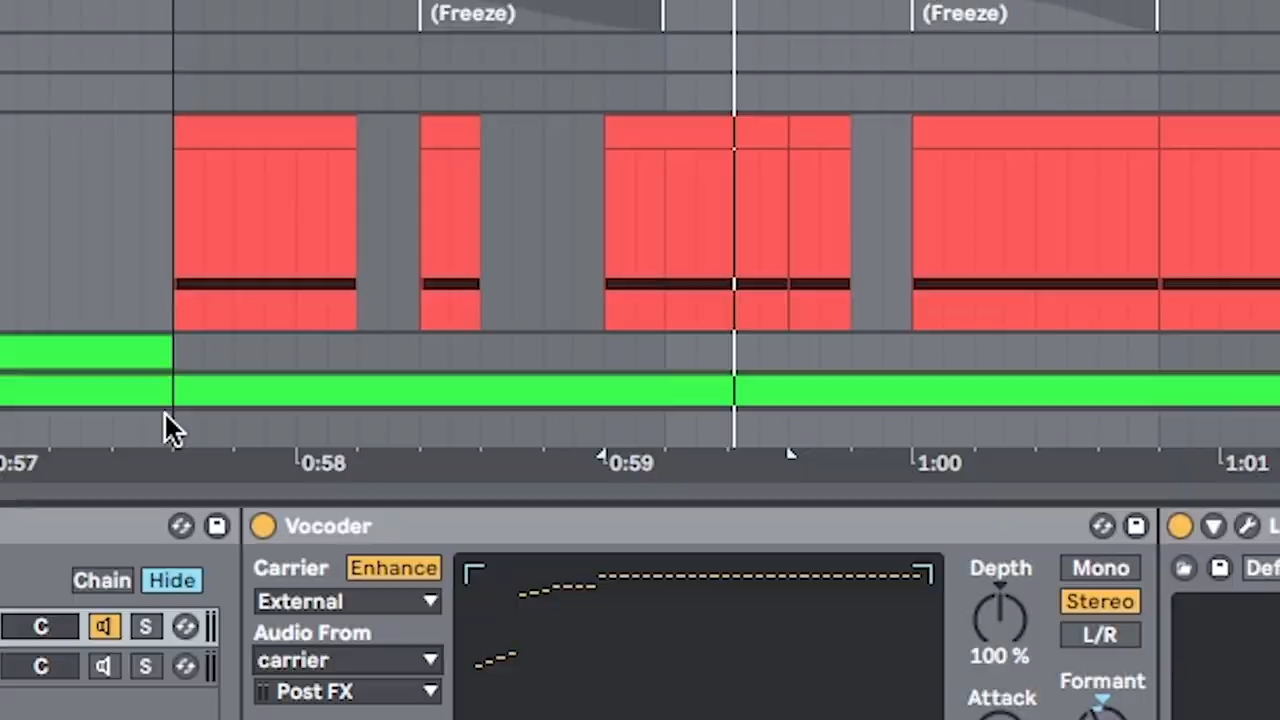 (Freeze) (Freeze)
0:57 0:58 0:59 1:00 1:01
Vocoder
Chain Hide
C S
C S
Carrier Enhance
External
Audio From
carrier
Post FX
Depth
100 %
Attack
Mono
Stereo
L/R
Formant
L
Def